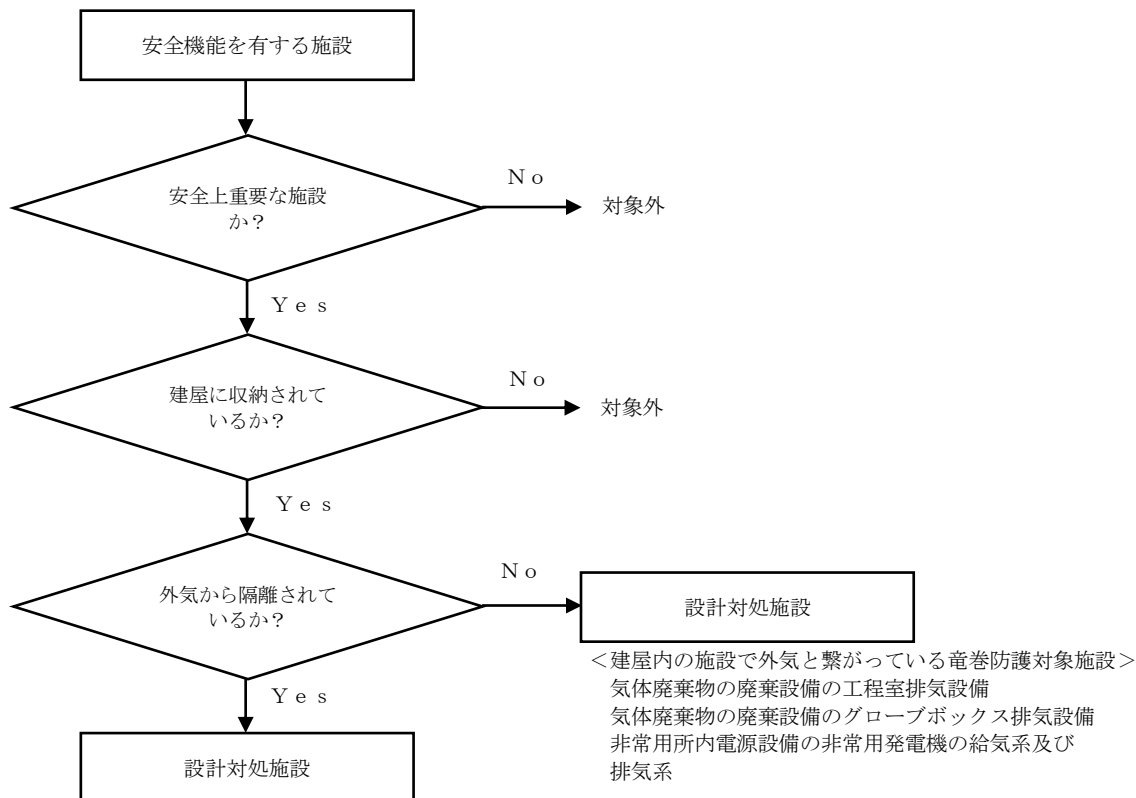 安全機能を有する施設
安全上重要な施設
か？
Ｎｏ
対象外
Ｙｅｓ
建屋に収納されて
いるか？
Ｎｏ
対象外
Ｙｅｓ
外気から隔離されて
いるか？
Ｎｏ
設計対処施設
＜建屋内の施設で外気と繋がっている竜巻防護対象施設＞
気体廃棄物の廃棄設備の工程室排気設備
気体廃棄物の廃棄設備のグローブボックス排気設備
非常用所内電源設備の非常用発電機の給気系及び
排気系
Ｙｅｓ
設計対処施設